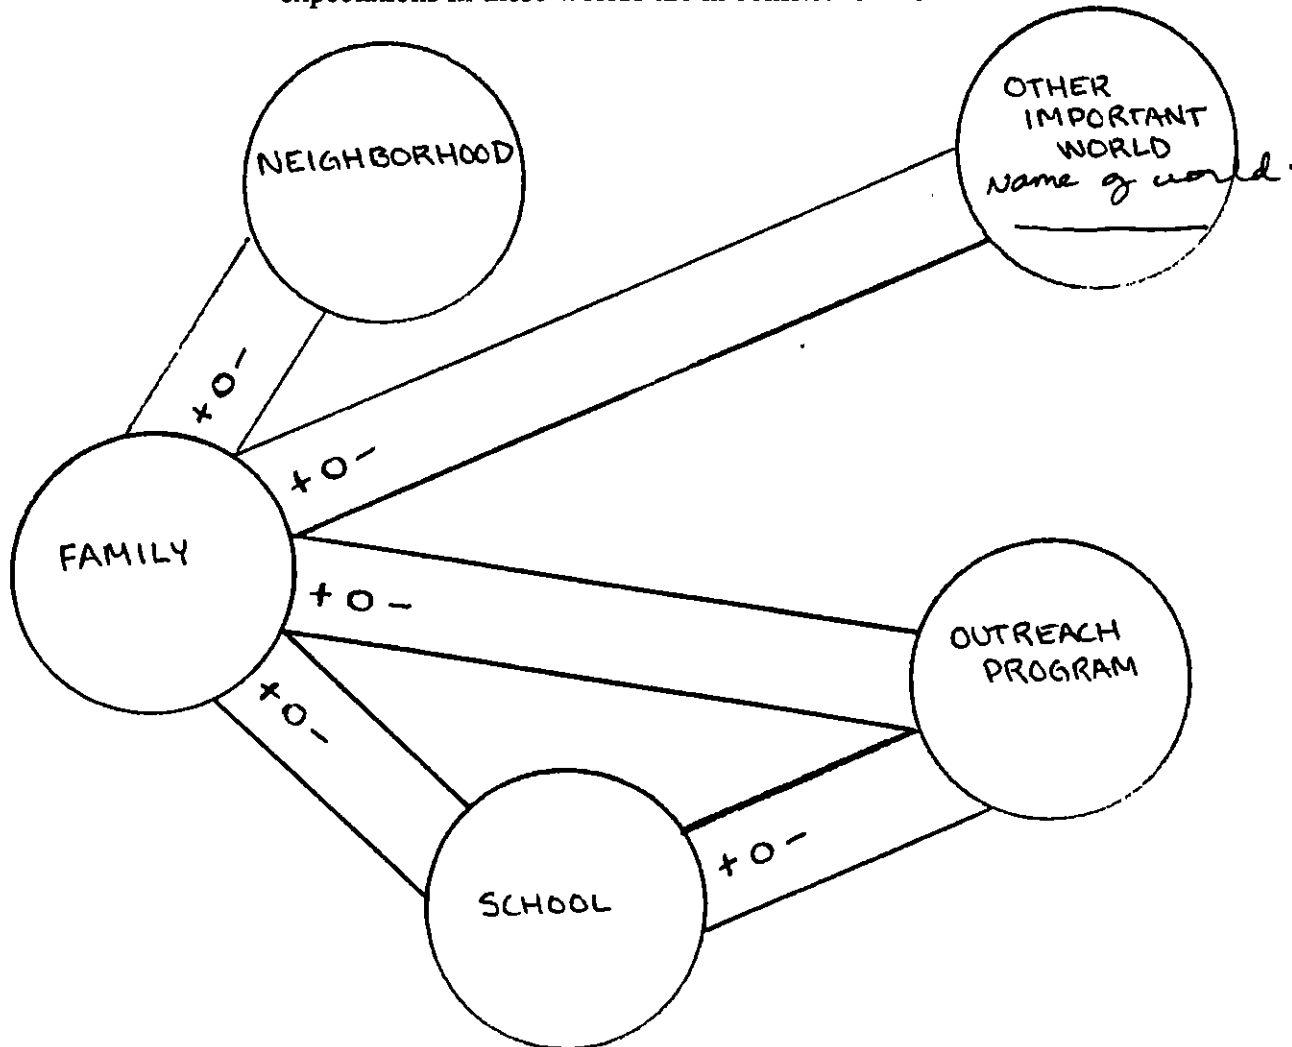 NEIGHBORHOOD
OTHER
IMPORTANT
WORLD
Name of world.
+ O -
+ O -
FAMILY
+ O -
OUTREACH
PROGRAM
+ O -
SCHOOL
+ O -